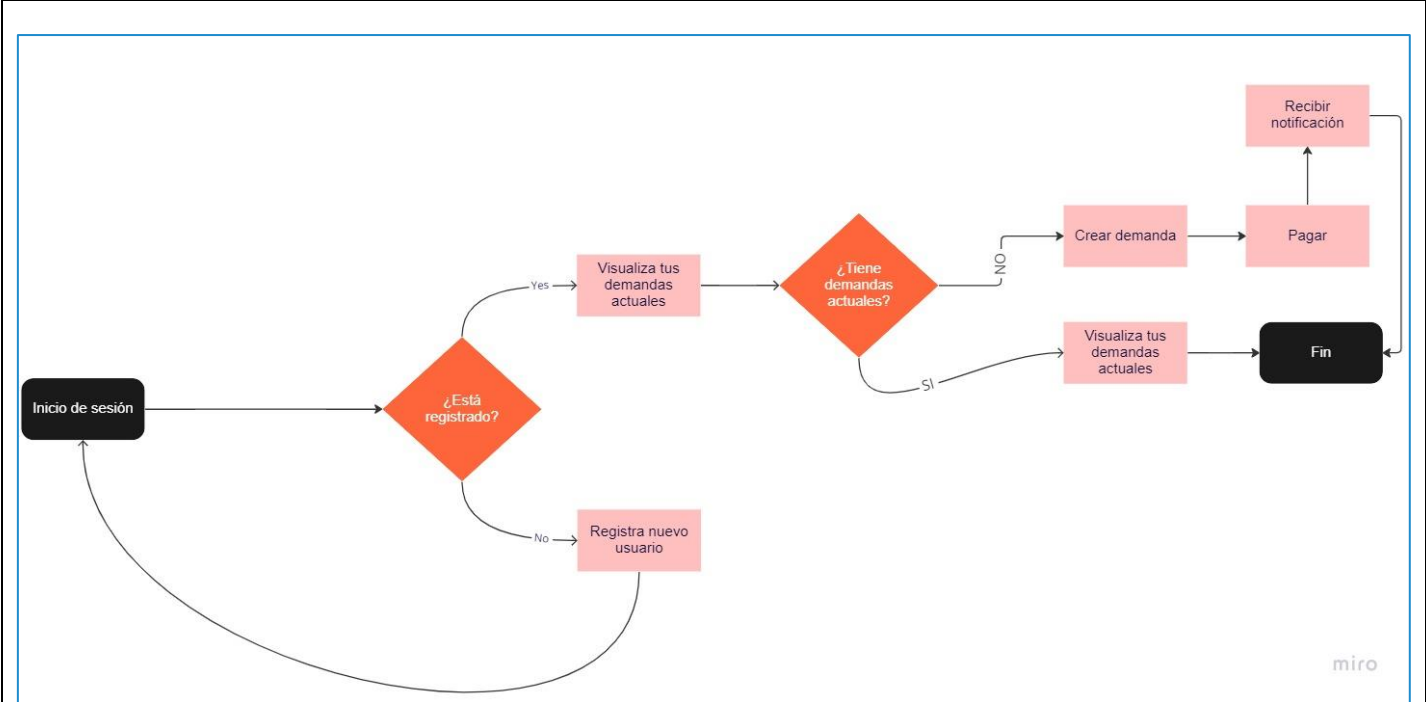 Recibir
notificación
Crear demanda
Pagar
¿Tiene
demandas
actuales?
NO
Visualiza tus
demandas
actuales
Yes
Visualiza tus
demandas
actuales
Fin
SI
Inicio de sesión
¿Está
registrado?
No
Registra nuevo
usuario
miro